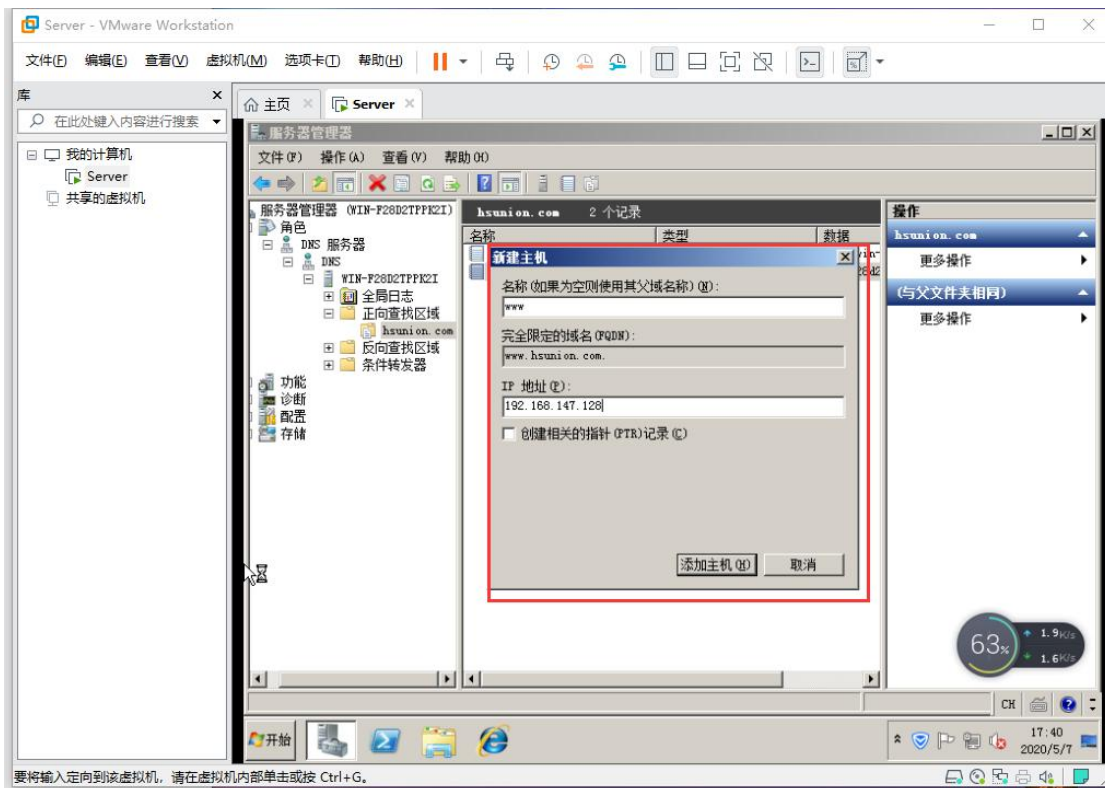 Server - VMware Workstation
文件(F) 编辑(E) 查看(V) 虚拟机(M) 选项卡(T) 帮助(H)
库
在此处键入内容进行搜索
我的计算机
Server
共享的虚拟机
主页 Server
服务器管理器
文件(F) 操作(A) 查看(V) 帮助(H)
服务器管理器 (WIN-F28D2TPPK2I)
角色
DNS 服务器
DNS
WIN-F28D2TPPK2I
全局日志
正向查找区域
hsunion.com
反向查找区域
条件转发器
功能
诊断
配置
存储
hsunion.com 2 个记录
名称 类型 数据
新建主机
名称(如果为空则使用其父域名称)(N):
www
完全限定的域名(FQDN):
www.hsunion.com.
IP 地址(P):
192.168.147.128
创建相关的指针(PTR)记录(C)
添加主机(H) 取消
操作
hsunion.com
更多操作
(与父文件夹相同)
更多操作
63%
1.9K/s
1.6K/s
CH
开始
17:40
2020/5/7
要将输入定向到该虚拟机，请在虚拟机内部单击或按 Ctrl+G。